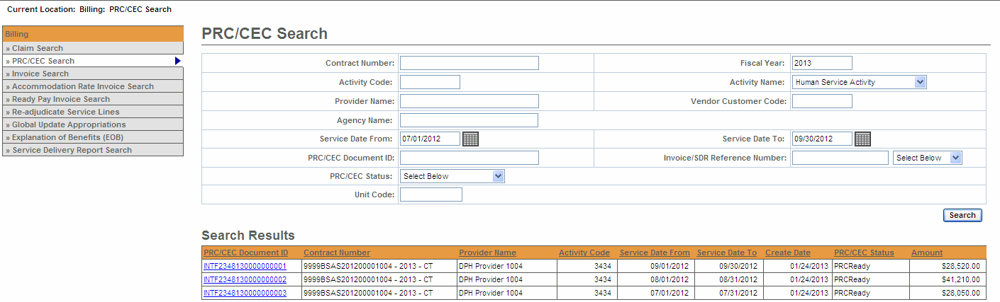 Current Location: Billing: PRC/CEC Search
Billing
» Claim Search
» PRC/CEC Search
» Invoice Search
» Accommodation Rate Invoice Search
» Ready Pay Invoice Search
» Re-adjudicate Service Lines
» Global Update Appropriations
» Explanation of Benefits (EOB)
» Service Delivery Report Search
PRC/CEC Search
Contract Number: Fiscal Year: 2013
Activity Code: Activity Name: Human Service Activity
Provider Name: Vendor Customer Code:
Agency Name:
Service Date From: 07/01/2012 Service Date To: 09/30/2012
PRC/CEC Document ID: Invoice/SDR Reference Number: Select Below
PRC/CEC Status: Select Below
Unit Code:
Search
Search Results
PRC/CEC Document ID Contract Number Provider Name Activity Code Service Date From Service Date To Create Date PRC/CEC Status Amount
INTF2348130000000001 9999BSAS201200001004 - 2013 - CT DPH Provider 1004 3434 09/01/2012 09/30/2012 01/24/2013 PRCReady $28,520.00
INTF2348130000000002 9999BSAS201200001004 - 2013 - CT DPH Provider 1004 3434 08/01/2012 08/31/2012 01/24/2013 PRCReady $41,210.00
INTF2348130000000003 9999BSAS201200001004 - 2013 - CT DPH Provider 1004 3434 07/01/2012 07/31/2012 01/24/2013 PRCReady $28,050.00